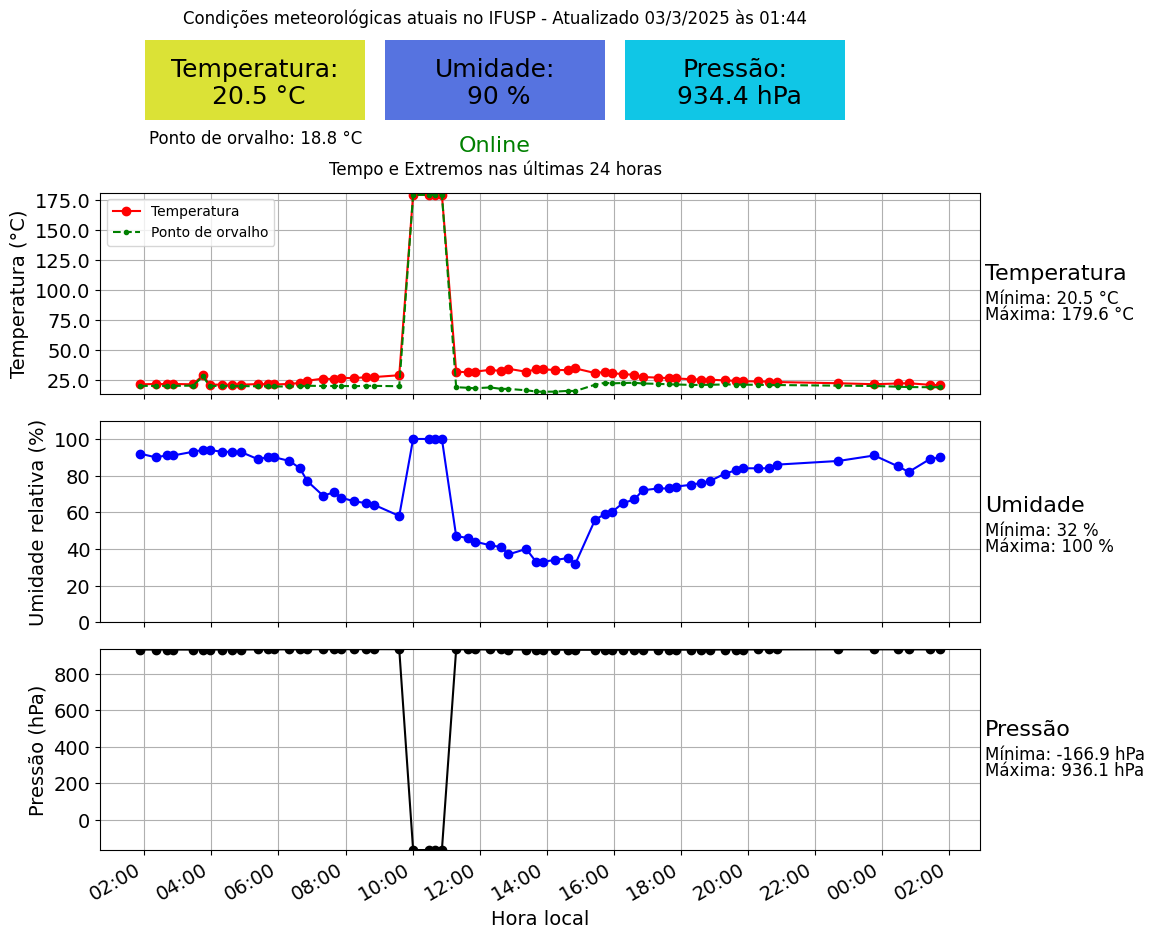 Condições meteorológicas atuais no IFUSP - Atualizado 03/3/2025 às 01:44
Temperatura:
20.5 °C
Umidade:
90 %
Pressão:
934.4 hPa
Ponto de orvalho: 18.8 °C
Online
Tempo e Extremos nas últimas 24 horas
Temperatura (°C)
175.0
150.0
125.0
100.0
75.0
50.0
25.0
Temperatura
Ponto de orvalho
Temperatura
Mínima: 20.5 °C
Máxima: 179.6 °C
Umidade relativa (%)
100
80
60
40
20
0
Umidade
Mínima: 32 %
Máxima: 100 %
Pressão (hPa)
800
600
400
200
0
Pressão
Mínima: -166.9 hPa
Máxima: 936.1 hPa
02:00 04:00 06:00 08:00 10:00 12:00 14:00 16:00 18:00 20:00 22:00 00:00 02:00
Hora local